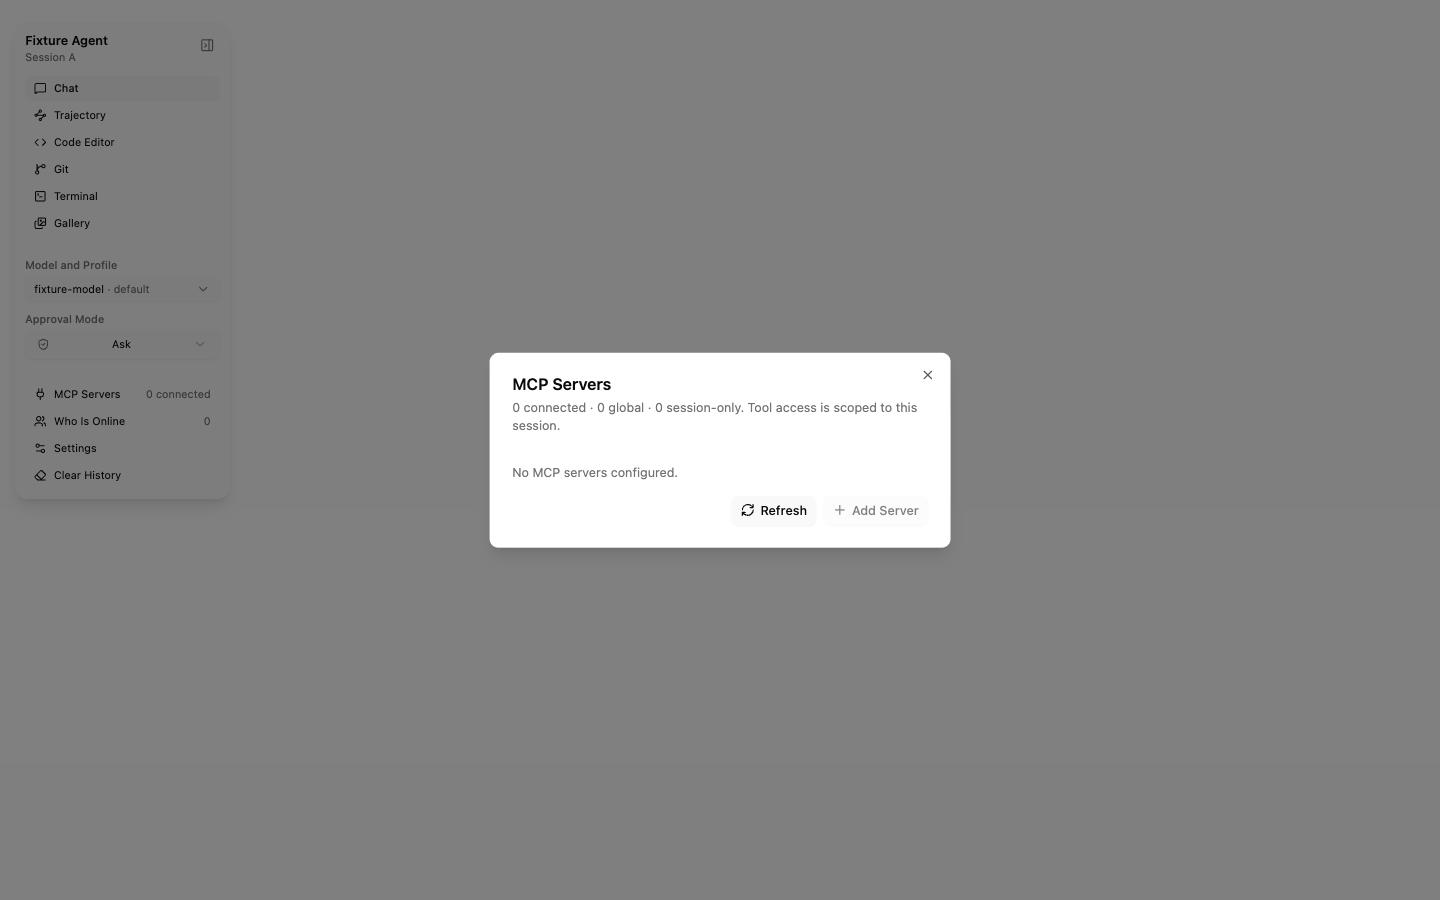 Fixture Agent
Session A
Chat
Trajectory
Code Editor
Git
Terminal
Gallery
Model and Profile
fixture-model · default
Approval Mode
Ask
MCP Servers 0 connected
Who Is Online 0
Settings
Clear History
MCP Servers
0 connected · 0 global · 0 session-only. Tool access is scoped to this
session.
No MCP servers configured.
Refresh Add Server